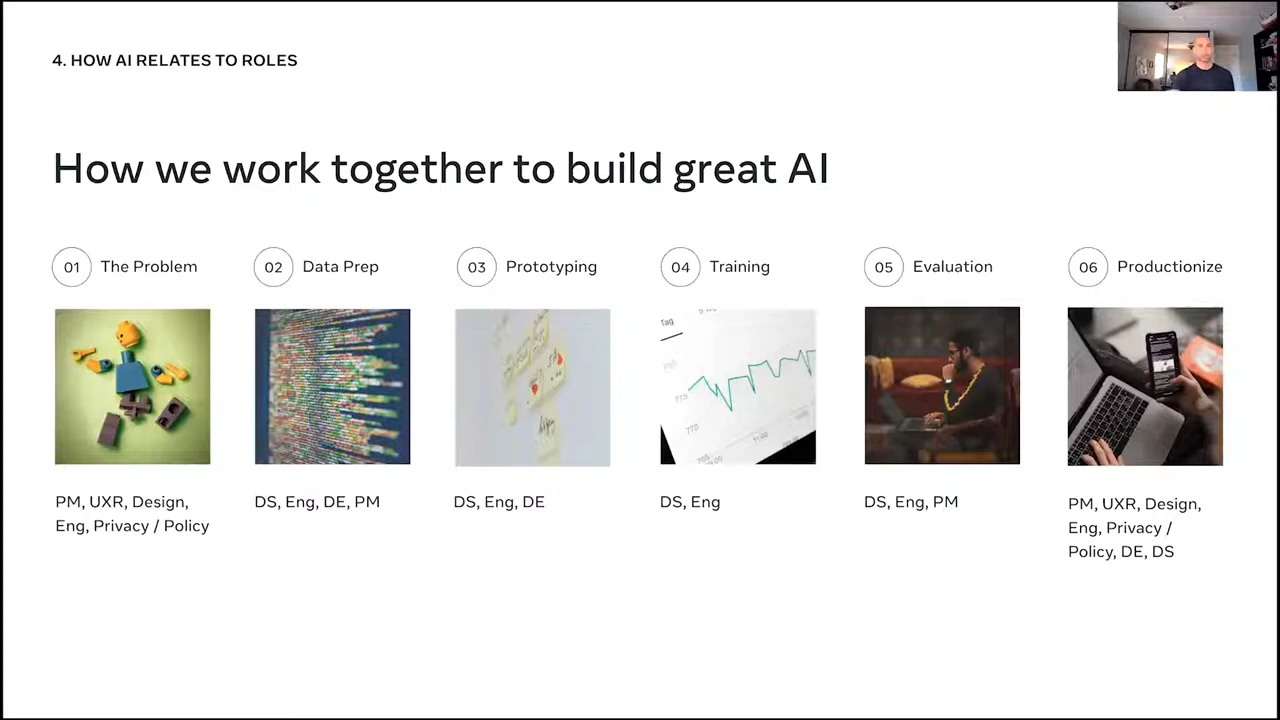 4. HOW AI RELATES TO ROLES
How we work together to build great AI
01 The Problem
02 Data Prep
03 Prototyping
04 Training
05 Evaluation
06 Productionize
Tag
770
PM, UXR, Design,
Eng, Privacy / Policy
DS, Eng, DE, PM
DS, Eng, DE
DS, Eng
DS, Eng, PM
PM, UXR, Design,
Eng, Privacy /
Policy, DE, DS